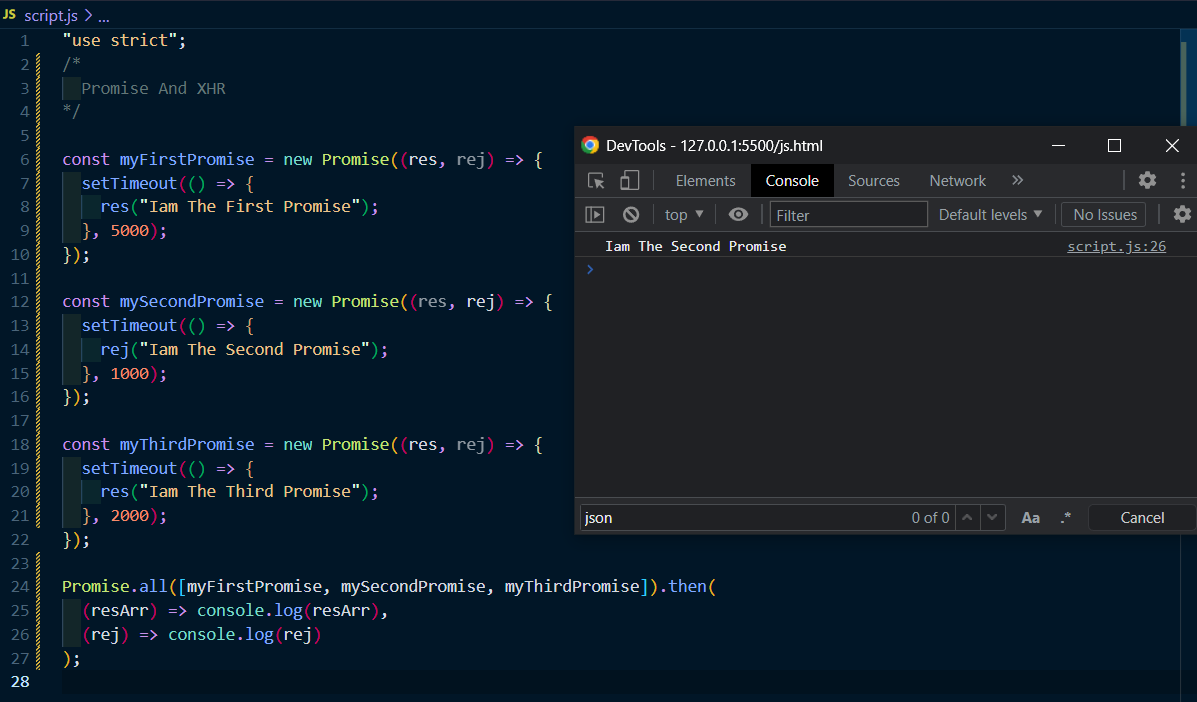 JS script.js > ...
1 "use strict";
2 /*
3   Promise And XHR
4 */
5
6 const myFirstPromise = new Promise((res, rej) => {
7   setTimeout(() => {
8     res("Iam The First Promise");
9   }, 5000);
10 });
11
12 const mySecondPromise = new Promise((res, rej) => {
13   setTimeout(() => {
14     rej("Iam The Second Promise");
15   }, 1000);
16 });
17
18 const myThirdPromise = new Promise((res, rej) => {
19   setTimeout(() => {
20     res("Iam The Third Promise");
21   }, 2000);
22 });
23
24 Promise.all([myFirstPromise, mySecondPromise, myThirdPromise]).then(
25   (resArr) => console.log(resArr),
26   (rej) => console.log(rej)
27 );
28
DevTools - 127.0.0.1:5500/js.html
Elements Console Sources Network »
top ▼ Filter Default levels ▼ No Issues
Iam The Second Promise script.js:26
>
json 0 of 0 Aa .* Cancel